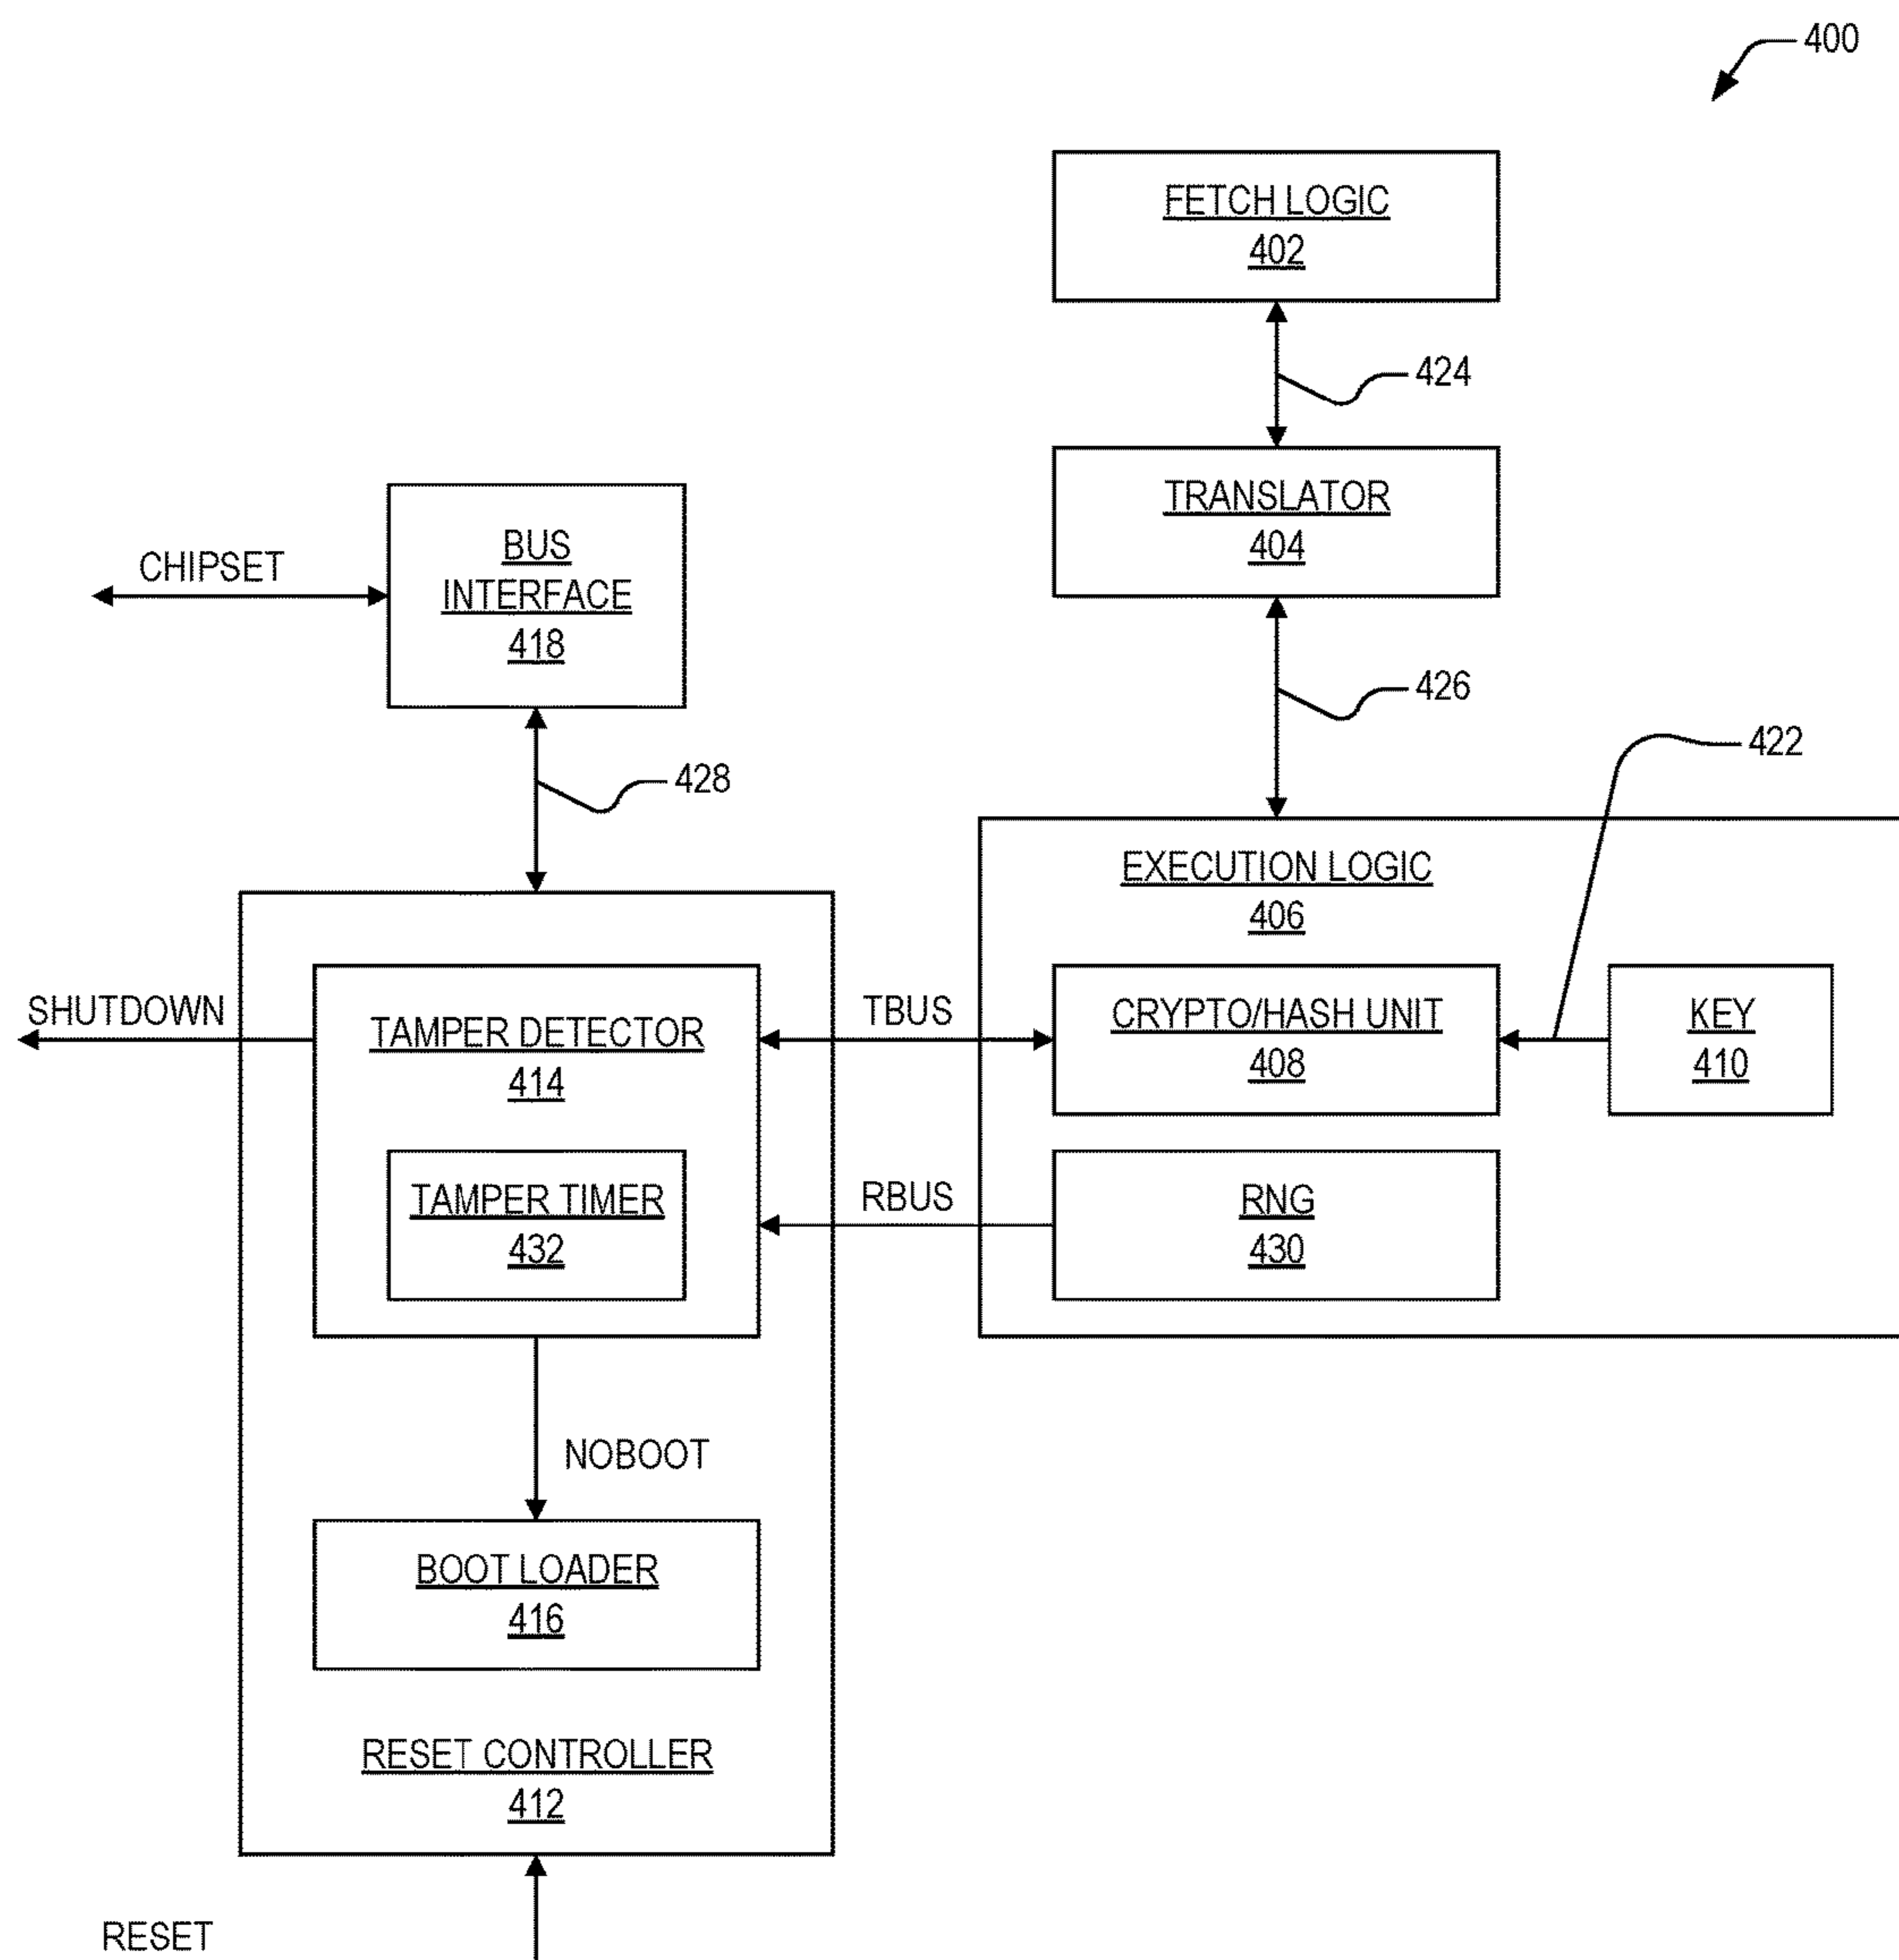 400
FETCH LOGIC
402
424
TRANSLATOR
404
CHIPSET
BUS
INTERFACE
418
426
428
422
EXECUTION LOGIC
406
SHUTDOWN
TAMPER DETECTOR
414
TBUS
CRYPTO/HASH UNIT
408
KEY
410
TAMPER TIMER
432
RBUS
RNG
430
NOBOOT
BOOT LOADER
416
RESET CONTROLLER
412
RESET